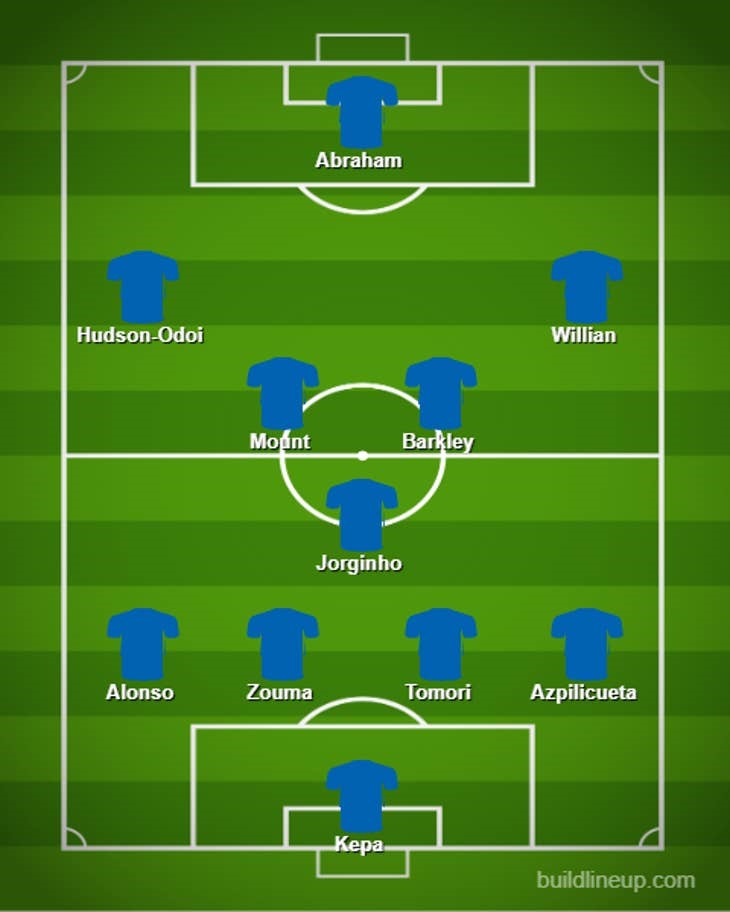 Abraham
Hudson-Odoi
Willian
Mount
Barkley
Jorginho
Alonso
Zouma
Tomori
Azpilicueta
Kepa
buildlineup.com